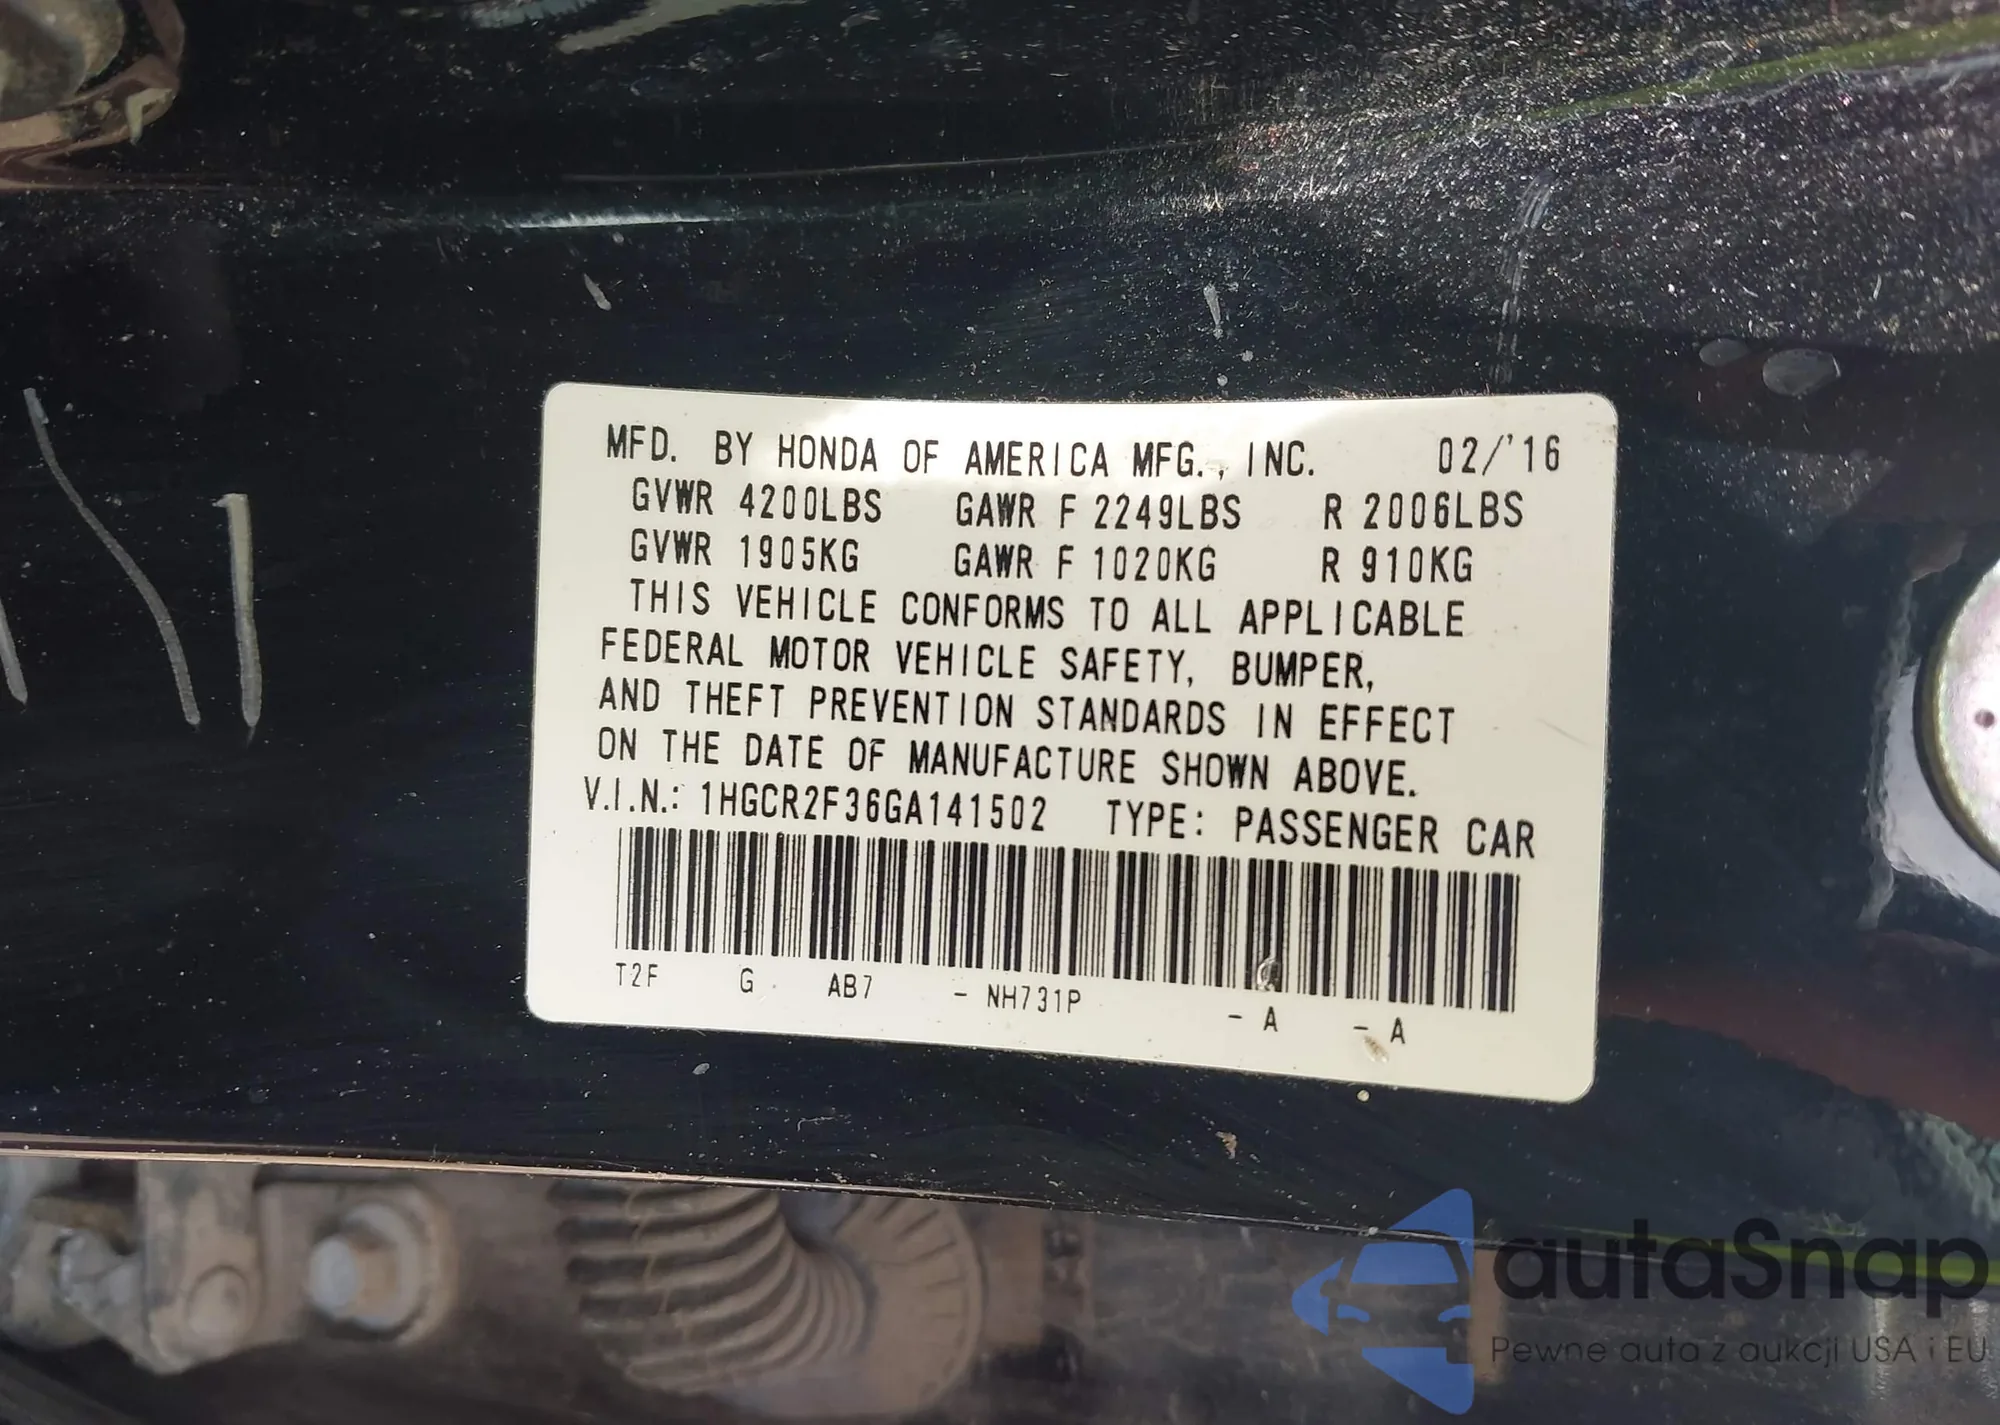 MFD. BY HONDA OF AMERICA MFG., INC. 02/'16
GVWR 4200LBS GAWR F 2249LBS R 2006LBS
GVWR 1905KG GAWR F 1020KG R 910KG
THIS VEHICLE CONFORMS TO ALL APPLICABLE
FEDERAL MOTOR VEHICLE SAFETY, BUMPER,
AND THEFT PREVENTION STANDARDS IN EFFECT
ON THE DATE OF MANUFACTURE SHOWN ABOVE.
V.I.N.: 1HGCR2F36GA141502 TYPE: PASSENGER CAR
T2F G AB7 - NH731P - A - A
autaSnap
Pewne auta z aukcji USA i EU